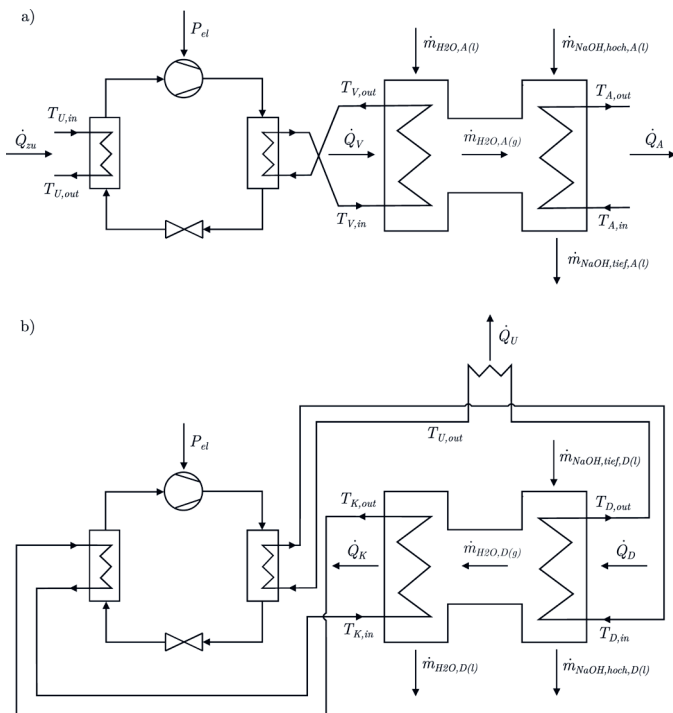 a)
P_el
ṁ_H2O,A(l)
ṁ_NaOH,hoch,A(l)
T_U,in
T_V,out
T_A,out
Q̇_zu
Q̇_V
ṁ_H2O,A(g)
Q̇_A
T_U,out
T_V,in
T_A,in
ṁ_NaOH,tief,A(l)
b)
Q̇_U
T_U,out
P_el
ṁ_NaOH,tief,D(l)
T_K,out
T_D,out
Q̇_K
ṁ_H2O,D(g)
Q̇_D
T_K,in
T_D,in
ṁ_H2O,D(l)
ṁ_NaOH,hoch,D(l)